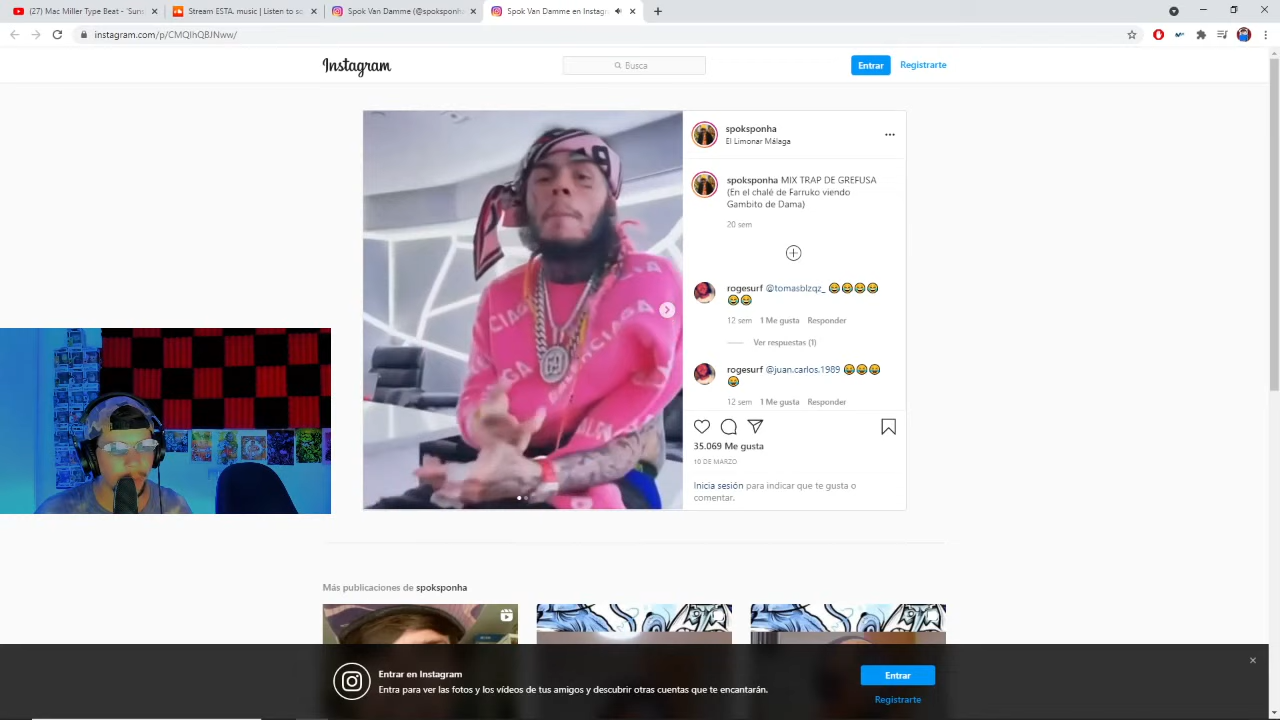 (27) Mac Miller Type Beat - "Suns
Stream ESTA. music | Listen to so
Spok Van Damme (@spoksponha
Spok Van Damme en Instagra
instagram.com/p/CMQlhQBJNww/
Instagram
Busca
Entrar
Registrarte
spoksponha
El Limonar Málaga
spoksponha MIX TRAP DE GREFUSA
(En el chalé de Farruko viendo
Gambito de Dama)
20 sem
rogesurf @tomasblzqz_ 😂😂😂😂
😂😂
12 sem 1 Me gusta Responder
Ver respuestas (1)
rogesurf @juan.carlos.1989 😂😂😂
😂
12 sem 1 Me gusta Responder
35.069 Me gusta
10 DE MARZO
Inicia sesión para indicar que te gusta o
comentar.
Más publicaciones de spoksponha
Entrar en Instagram
Entra para ver las fotos y los vídeos de tus amigos y descubrir otras cuentas que te encantarán.
Entrar
Registrarte